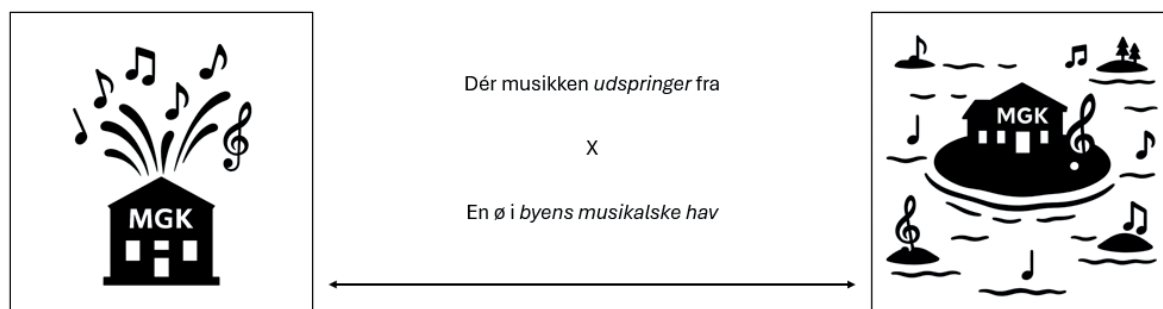 MGK
Dér musikken udspringer fra
X
En ø i byens musikalske hav
MGK